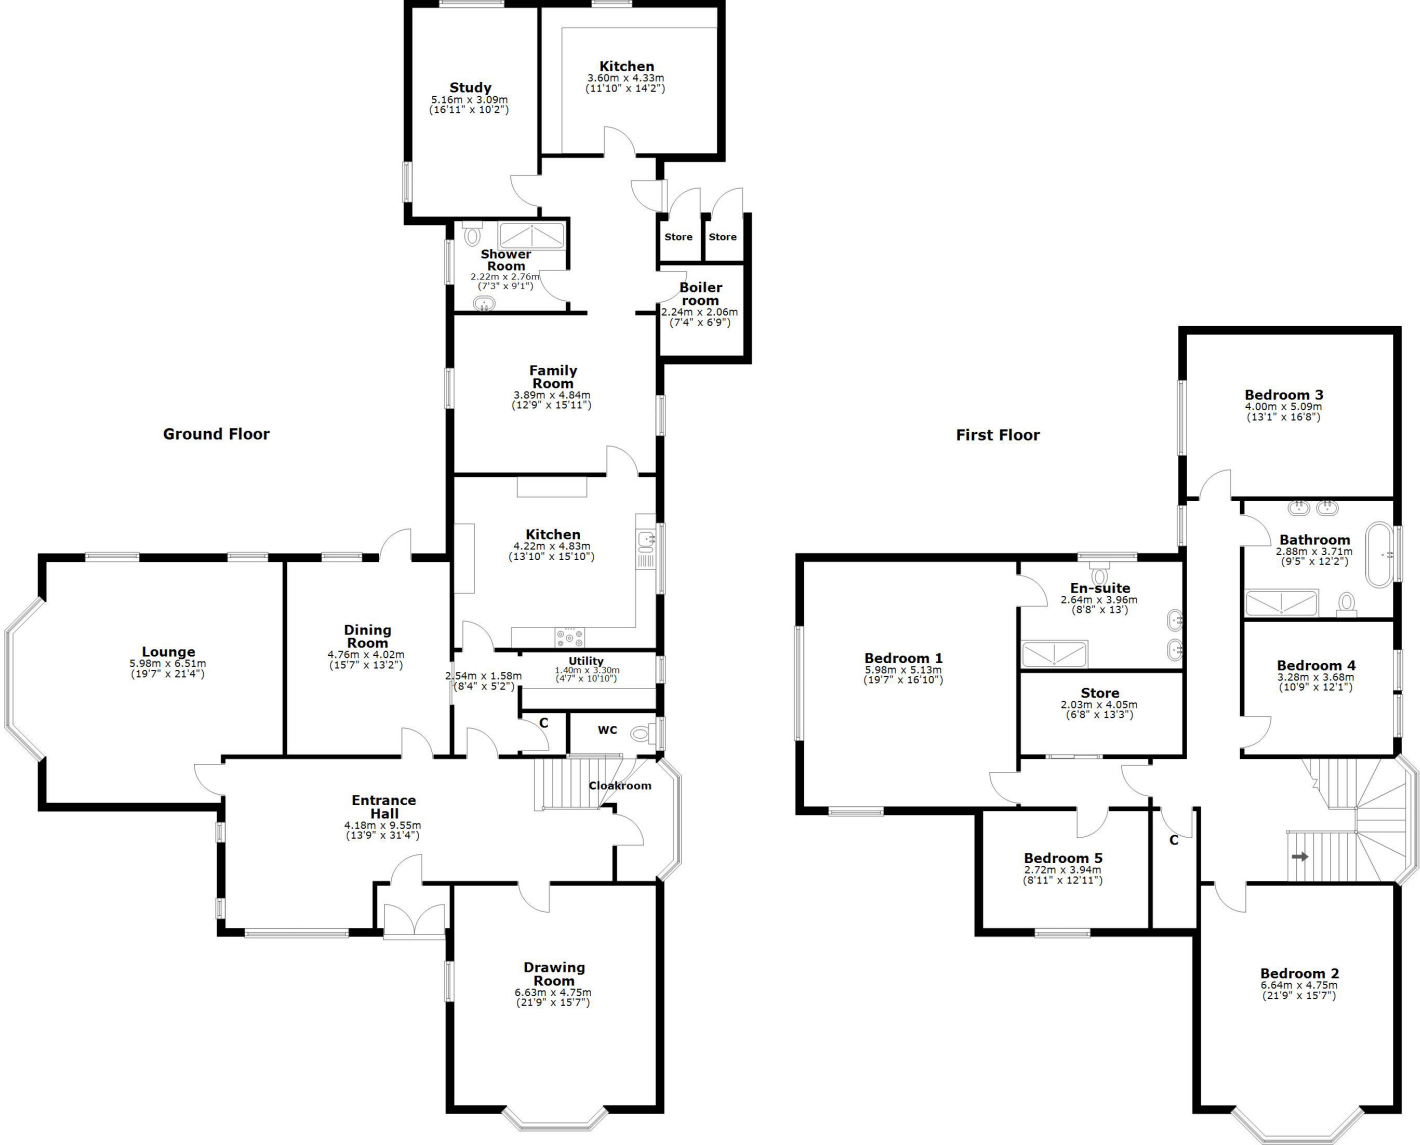 Ground Floor
Study
5.16m x 3.09m
(16'11" x 10'2")
Kitchen
3.60m x 4.33m
(11'10" x 14'2")
Store
Store
Shower
Room
2.22m x 2.76m
(7'3" x 9'1")
Boiler
room
2.24m x 2.06m
(7'4" x 6'9")
Family
Room
3.89m x 4.84m
(12'9" x 15'11")
Kitchen
4.22m x 4.83m
(13'10" x 15'10")
Lounge
5.98m x 6.51m
(19'7" x 21'4")
Dining
Room
4.76m x 4.02m
(15'7" x 13'2")
2.54m x 1.58m
(8'4" x 5'2")
Utility
1.40m x 3.30m
(4'7" x 10'10")
C
WC
Cloakroom
Entrance
Hall
4.18m x 9.55m
(13'9" x 31'4")
Drawing
Room
6.63m x 4.75m
(21'9" x 15'7")
First Floor
Bedroom 3
4.00m x 5.09m
(13'1" x 16'8")
Bathroom
2.88m x 3.71m
(9'5" x 12'2")
En-suite
2.64m x 3.96m
(8'8" x 13')
Bedroom 1
5.98m x 5.13m
(19'7" x 16'10")
Bedroom 4
3.28m x 3.68m
(10'9" x 12'1")
Store
2.03m x 4.05m
(6'8" x 13'3")
C
Bedroom 5
2.72m x 3.94m
(8'11" x 12'11")
Bedroom 2
6.64m x 4.75m
(21'9" x 15'7")